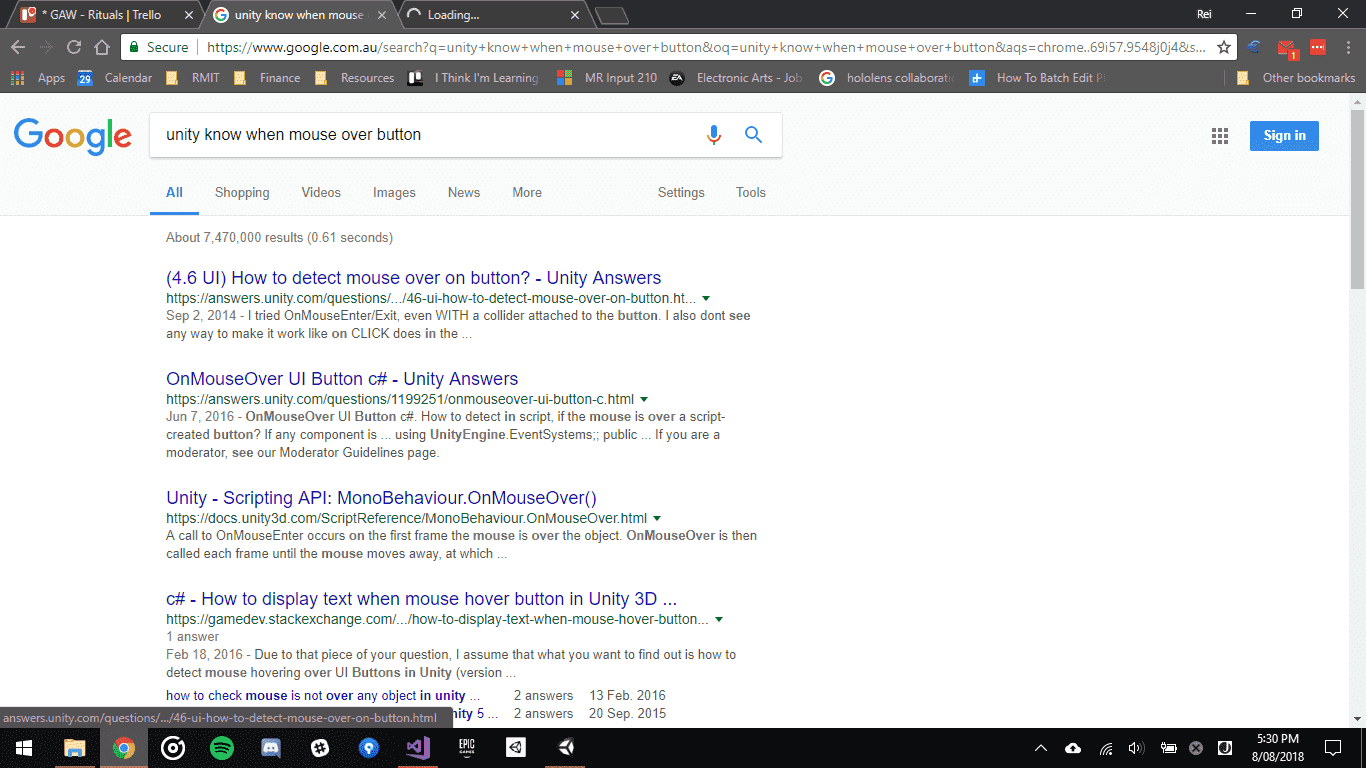 * GAW - Rituals | Trello
unity know when mouse
Loading...
Rei
Secure
https://www.google.com.au/search?q=unity+know+when+mouse+over+button&oq=unity+know+when+mouse+over+button&aqs=chrome..69i57.9548j0j4&s...
1
Apps
29
Calendar
RMIT
Finance
Resources
I Think I'm Learning
MR Input 210
EA
Electronic Arts - Job
hololens collaborati
How To Batch Edit P
Other bookmarks
Google
unity know when mouse over button
Sign in
All
Shopping
Videos
Images
News
More
Settings
Tools
About 7,470,000 results (0.61 seconds)
(4.6 UI) How to detect mouse over on button? - Unity Answers
https://answers.unity.com/questions/.../46-ui-how-to-detect-mouse-over-on-button.ht...
Sep 2, 2014 - I tried OnMouseEnter/Exit, even WITH a collider attached to the button. I also dont see
any way to make it work like on CLICK does in the ...
OnMouseOver UI Button c# - Unity Answers
https://answers.unity.com/questions/1199251/onmouseover-ui-button-c.html
Jun 7, 2016 - OnMouseOver UI Button c#. How to detect in script, if the mouse is over a script-
created button? If any component is ... using UnityEngine.EventSystems;; public ... If you are a
moderator, see our Moderator Guidelines page.
Unity - Scripting API: MonoBehaviour.OnMouseOver()
https://docs.unity3d.com/ScriptReference/MonoBehaviour.OnMouseOver.html
A call to OnMouseEnter occurs on the first frame the mouse is over the object. OnMouseOver is then
called each frame until the mouse moves away, at which ...
c# - How to display text when mouse hover button in Unity 3D ...
https://gamedev.stackexchange.com/.../how-to-display-text-when-mouse-hover-button...
1 answer
Feb 18, 2016 - Due to that piece of your question, I assume that what you want to find out is how to
detect mouse hovering over UI Buttons in Unity (version ...
how to check mouse is not over any object in unity ... 2 answers 13 Feb. 2016
nity 5 ... 2 answers 20 Sep. 2015
answers.unity.com/questions/.../46-ui-how-to-detect-mouse-over-on-button.html
EPIC
GAMES
5:30 PM
8/08/2018